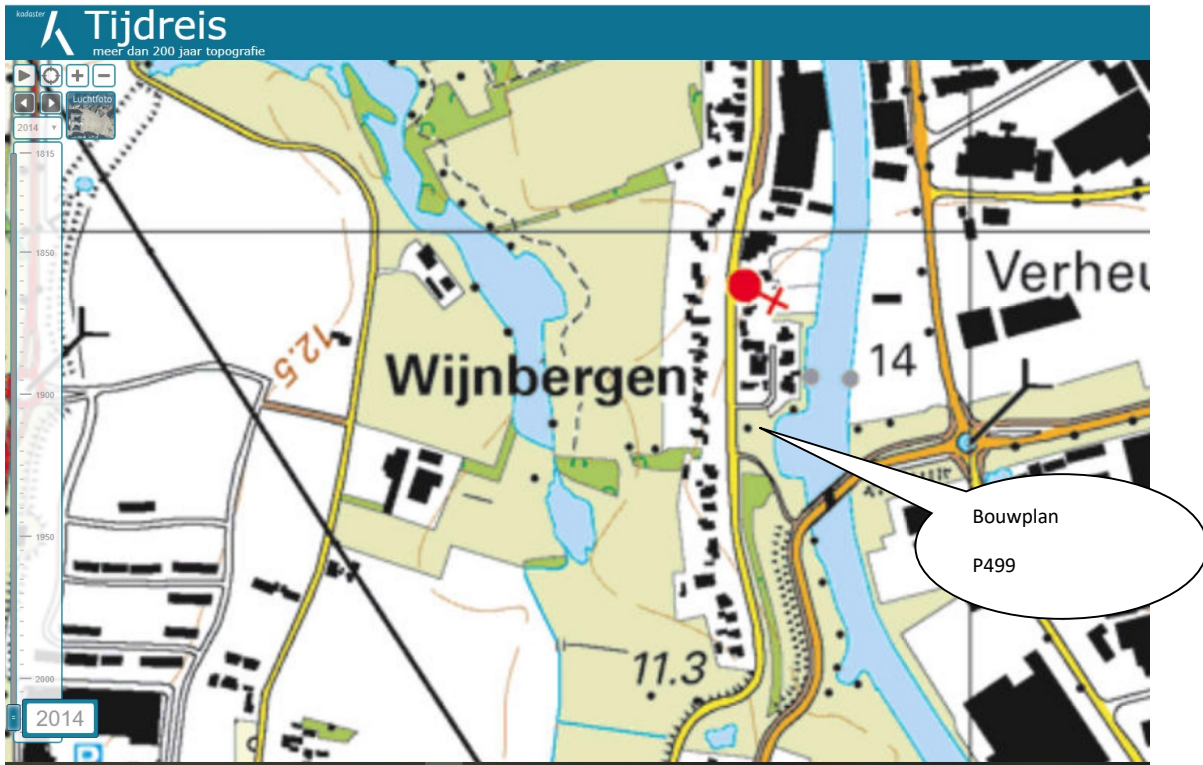 kadaster
Tijdreis
meer dan 200 jaar topografie
Luchtfoto
2014
1815
1850
1900
1950
2000
2014
12.5
Wijnbergen
Verheu
14
11.3
Bouwplan
P499
P